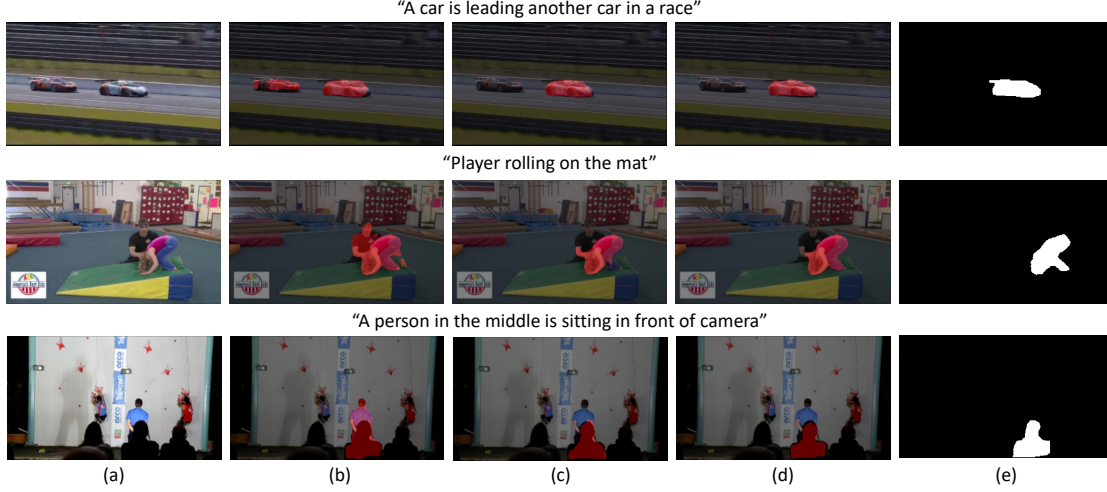 “A car is leading another car in a race”
“Player rolling on the mat”
“A person in the middle is sitting in front of camera”
(a) (b) (c) (d) (e)